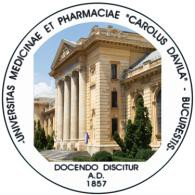 ·UNIVERSITAS MEDICINAE ET PHARMACIAE "CAROLUS DAVILA" - BUCURESTIS·
DOCENDO DISCITUR
A.D.
1857